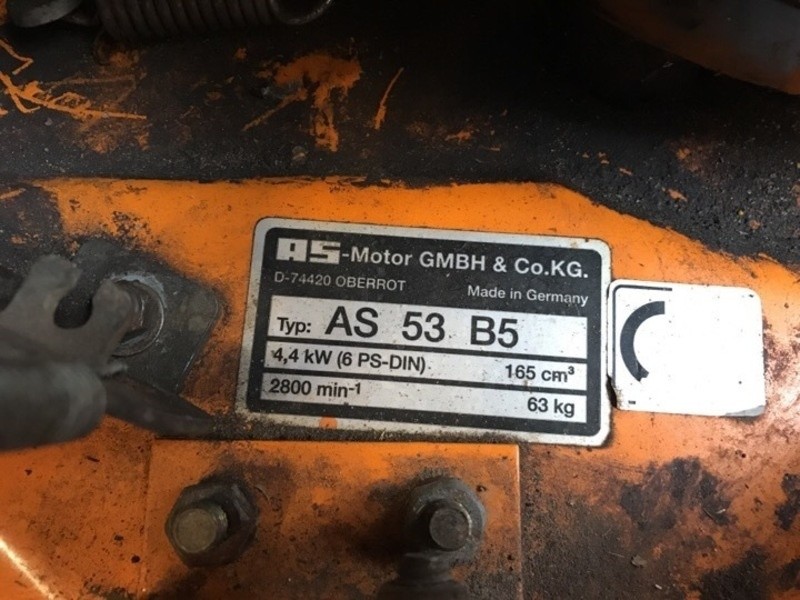 AS-Motor GMBH & Co.KG.
D-74420 OBERROT Made in Germany
Typ: AS 53 B5
4,4 kW (6 PS-DIN) 165 cm³
2800 min-1 63 kg
C